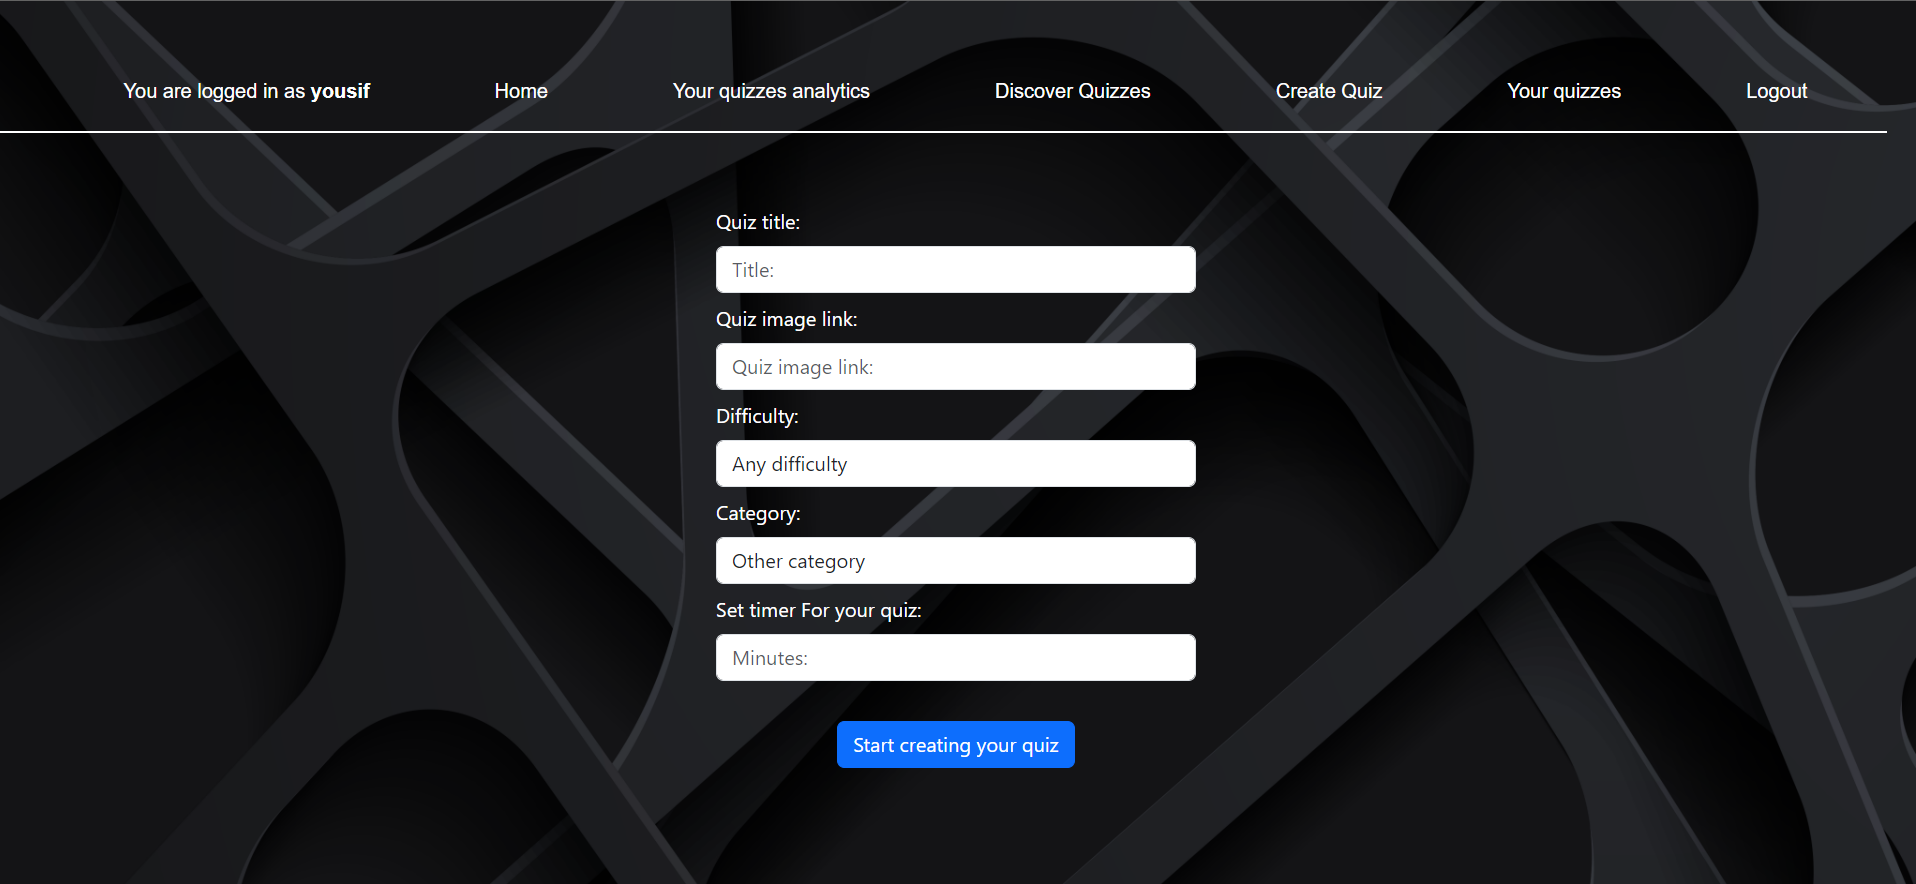 You are logged in as yousif Home Your quizzes analytics Discover Quizzes Create Quiz Your quizzes Logout
Quiz title:
Title:
Quiz image link:
Quiz image link:
Difficulty:
Any difficulty
Category:
Other category
Set timer For your quiz:
Minutes:
Start creating your quiz